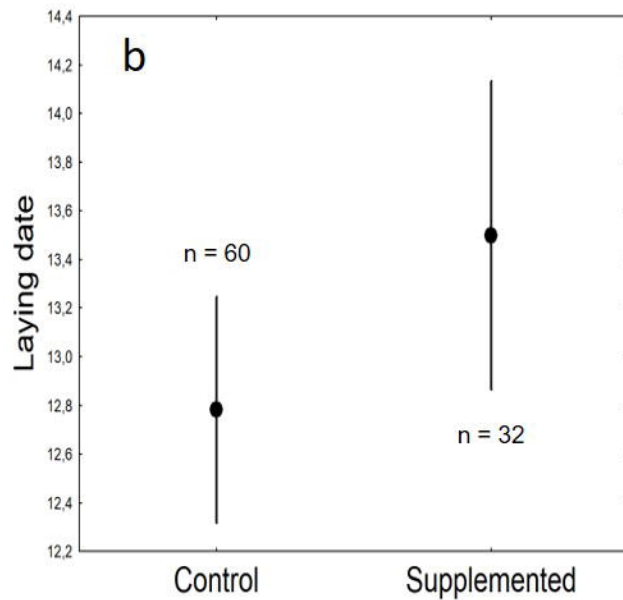 b
Laying date
14,4
14,2
14,0
13,8
13,6
13,4
13,2
13,0
12,8
12,6
12,4
12,2
n = 60
n = 32
Control
Supplemented